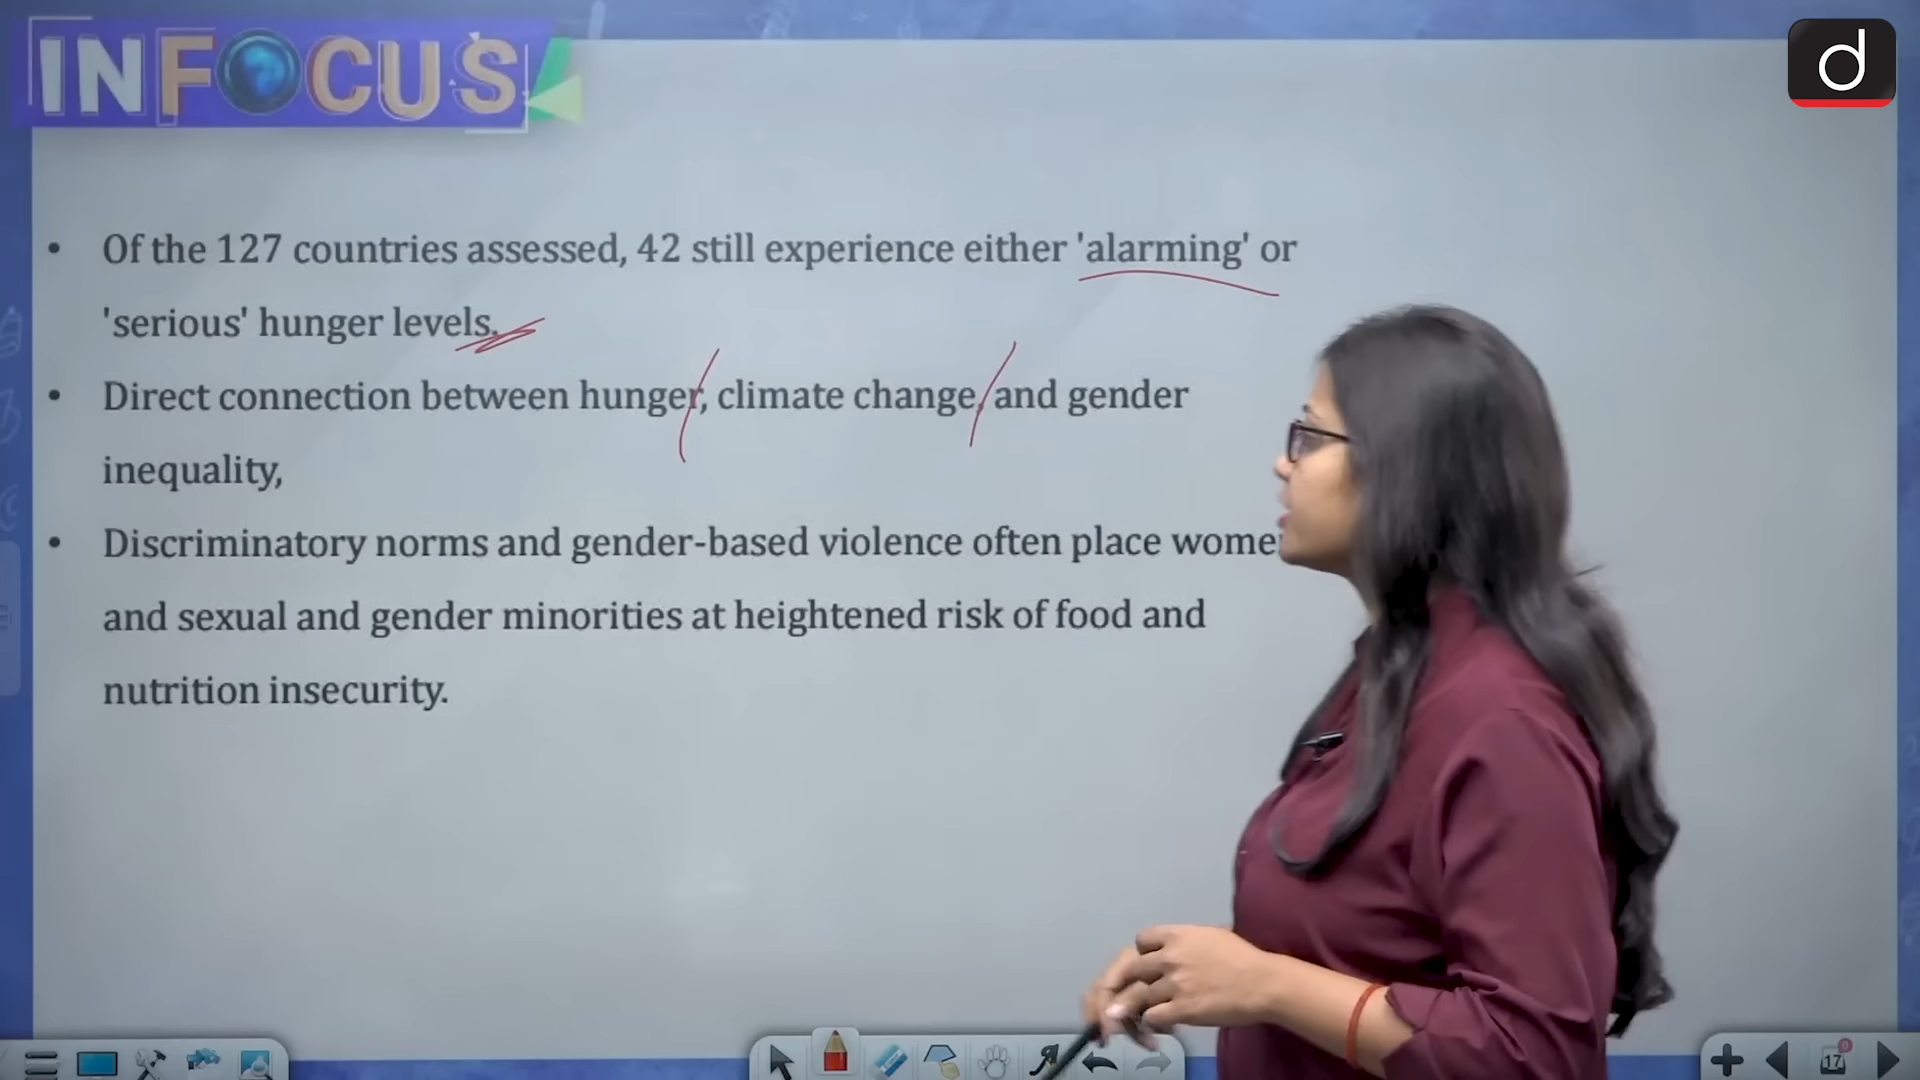 INFOCUS
d
• Of the 127 countries assessed, 42 still experience either 'alarming' or
'serious' hunger levels.
• Direct connection between hunger, climate change, and gender
inequality,
• Discriminatory norms and gender-based violence often place
and sexual and gender minorities at heightened risk of food and
nutrition insecurity.
17
0